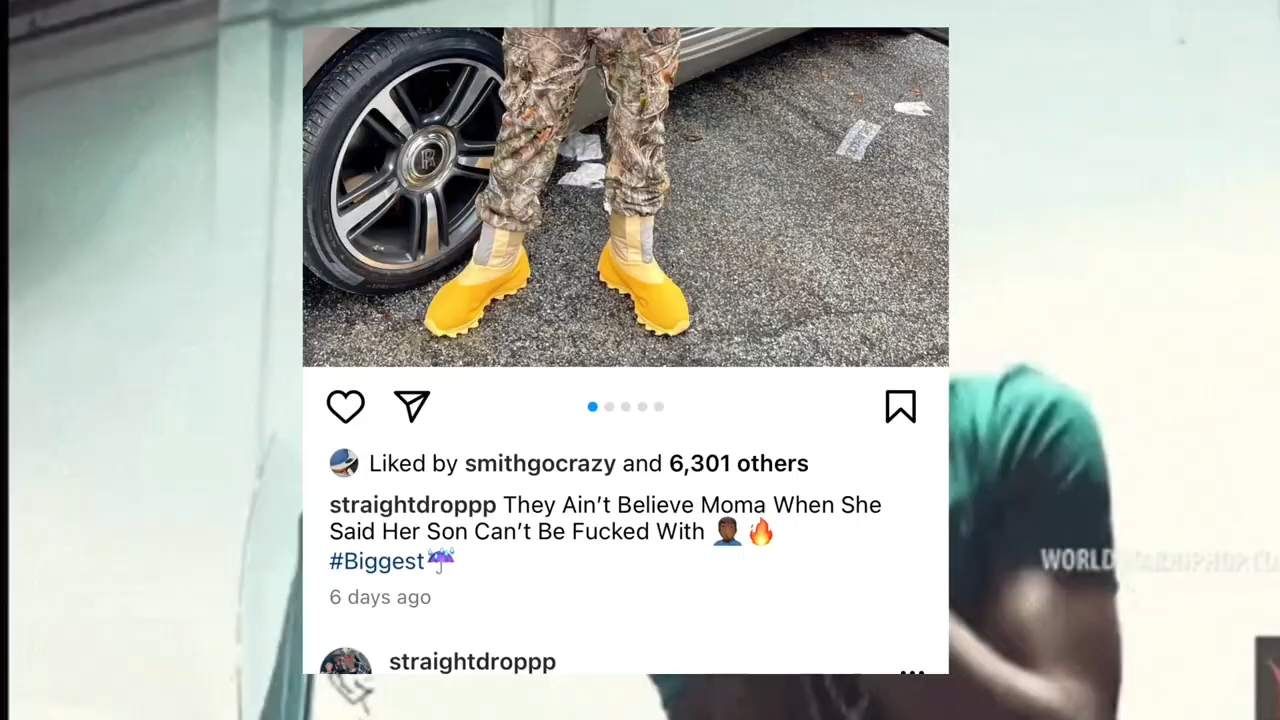 Liked by smithgocrazy and 6,301 others
straightdroppp They Ain't Believe Moma When She
Said Her Son Can't Be Fucked With 🤦🏾‍♂️🔥
#Biggest☔
6 days ago
straightdroppp
WORLD